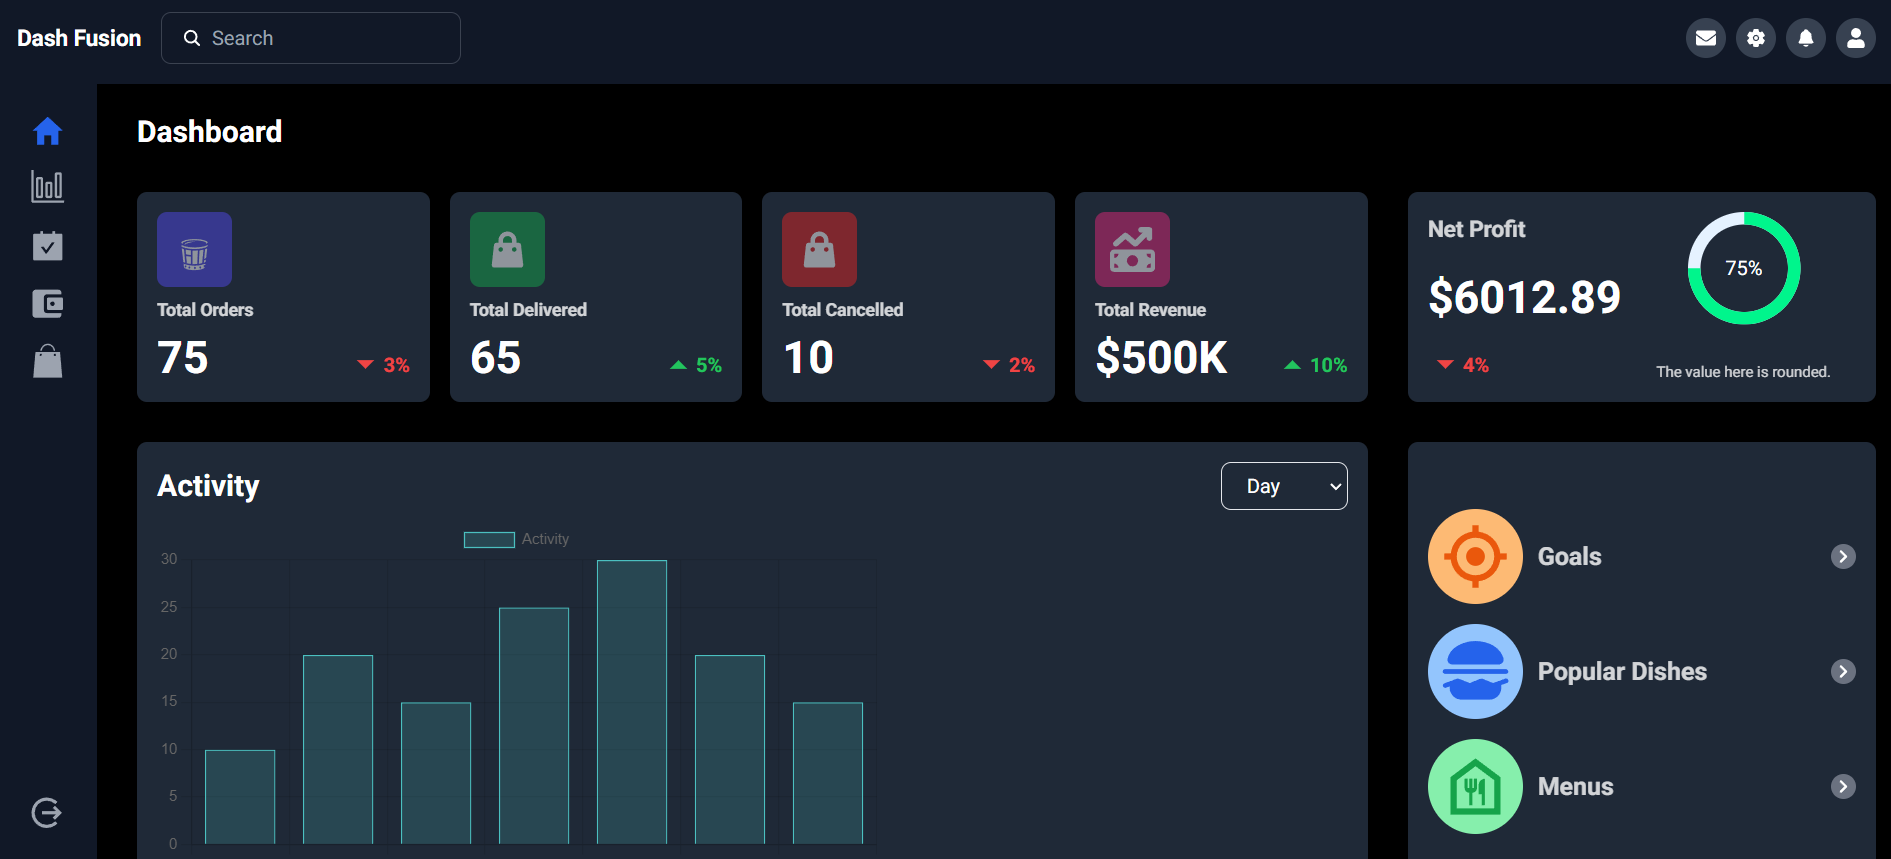 Dash Fusion
Search
Dashboard
Total Orders
75
3%
Total Delivered
65
5%
Total Cancelled
10
2%
Total Revenue
$500K
10%
Net Profit
$6012.89
75%
4%
The value here is rounded.
Activity
Day
Activity
30
25
20
15
10
5
0
Goals
Popular Dishes
Menus